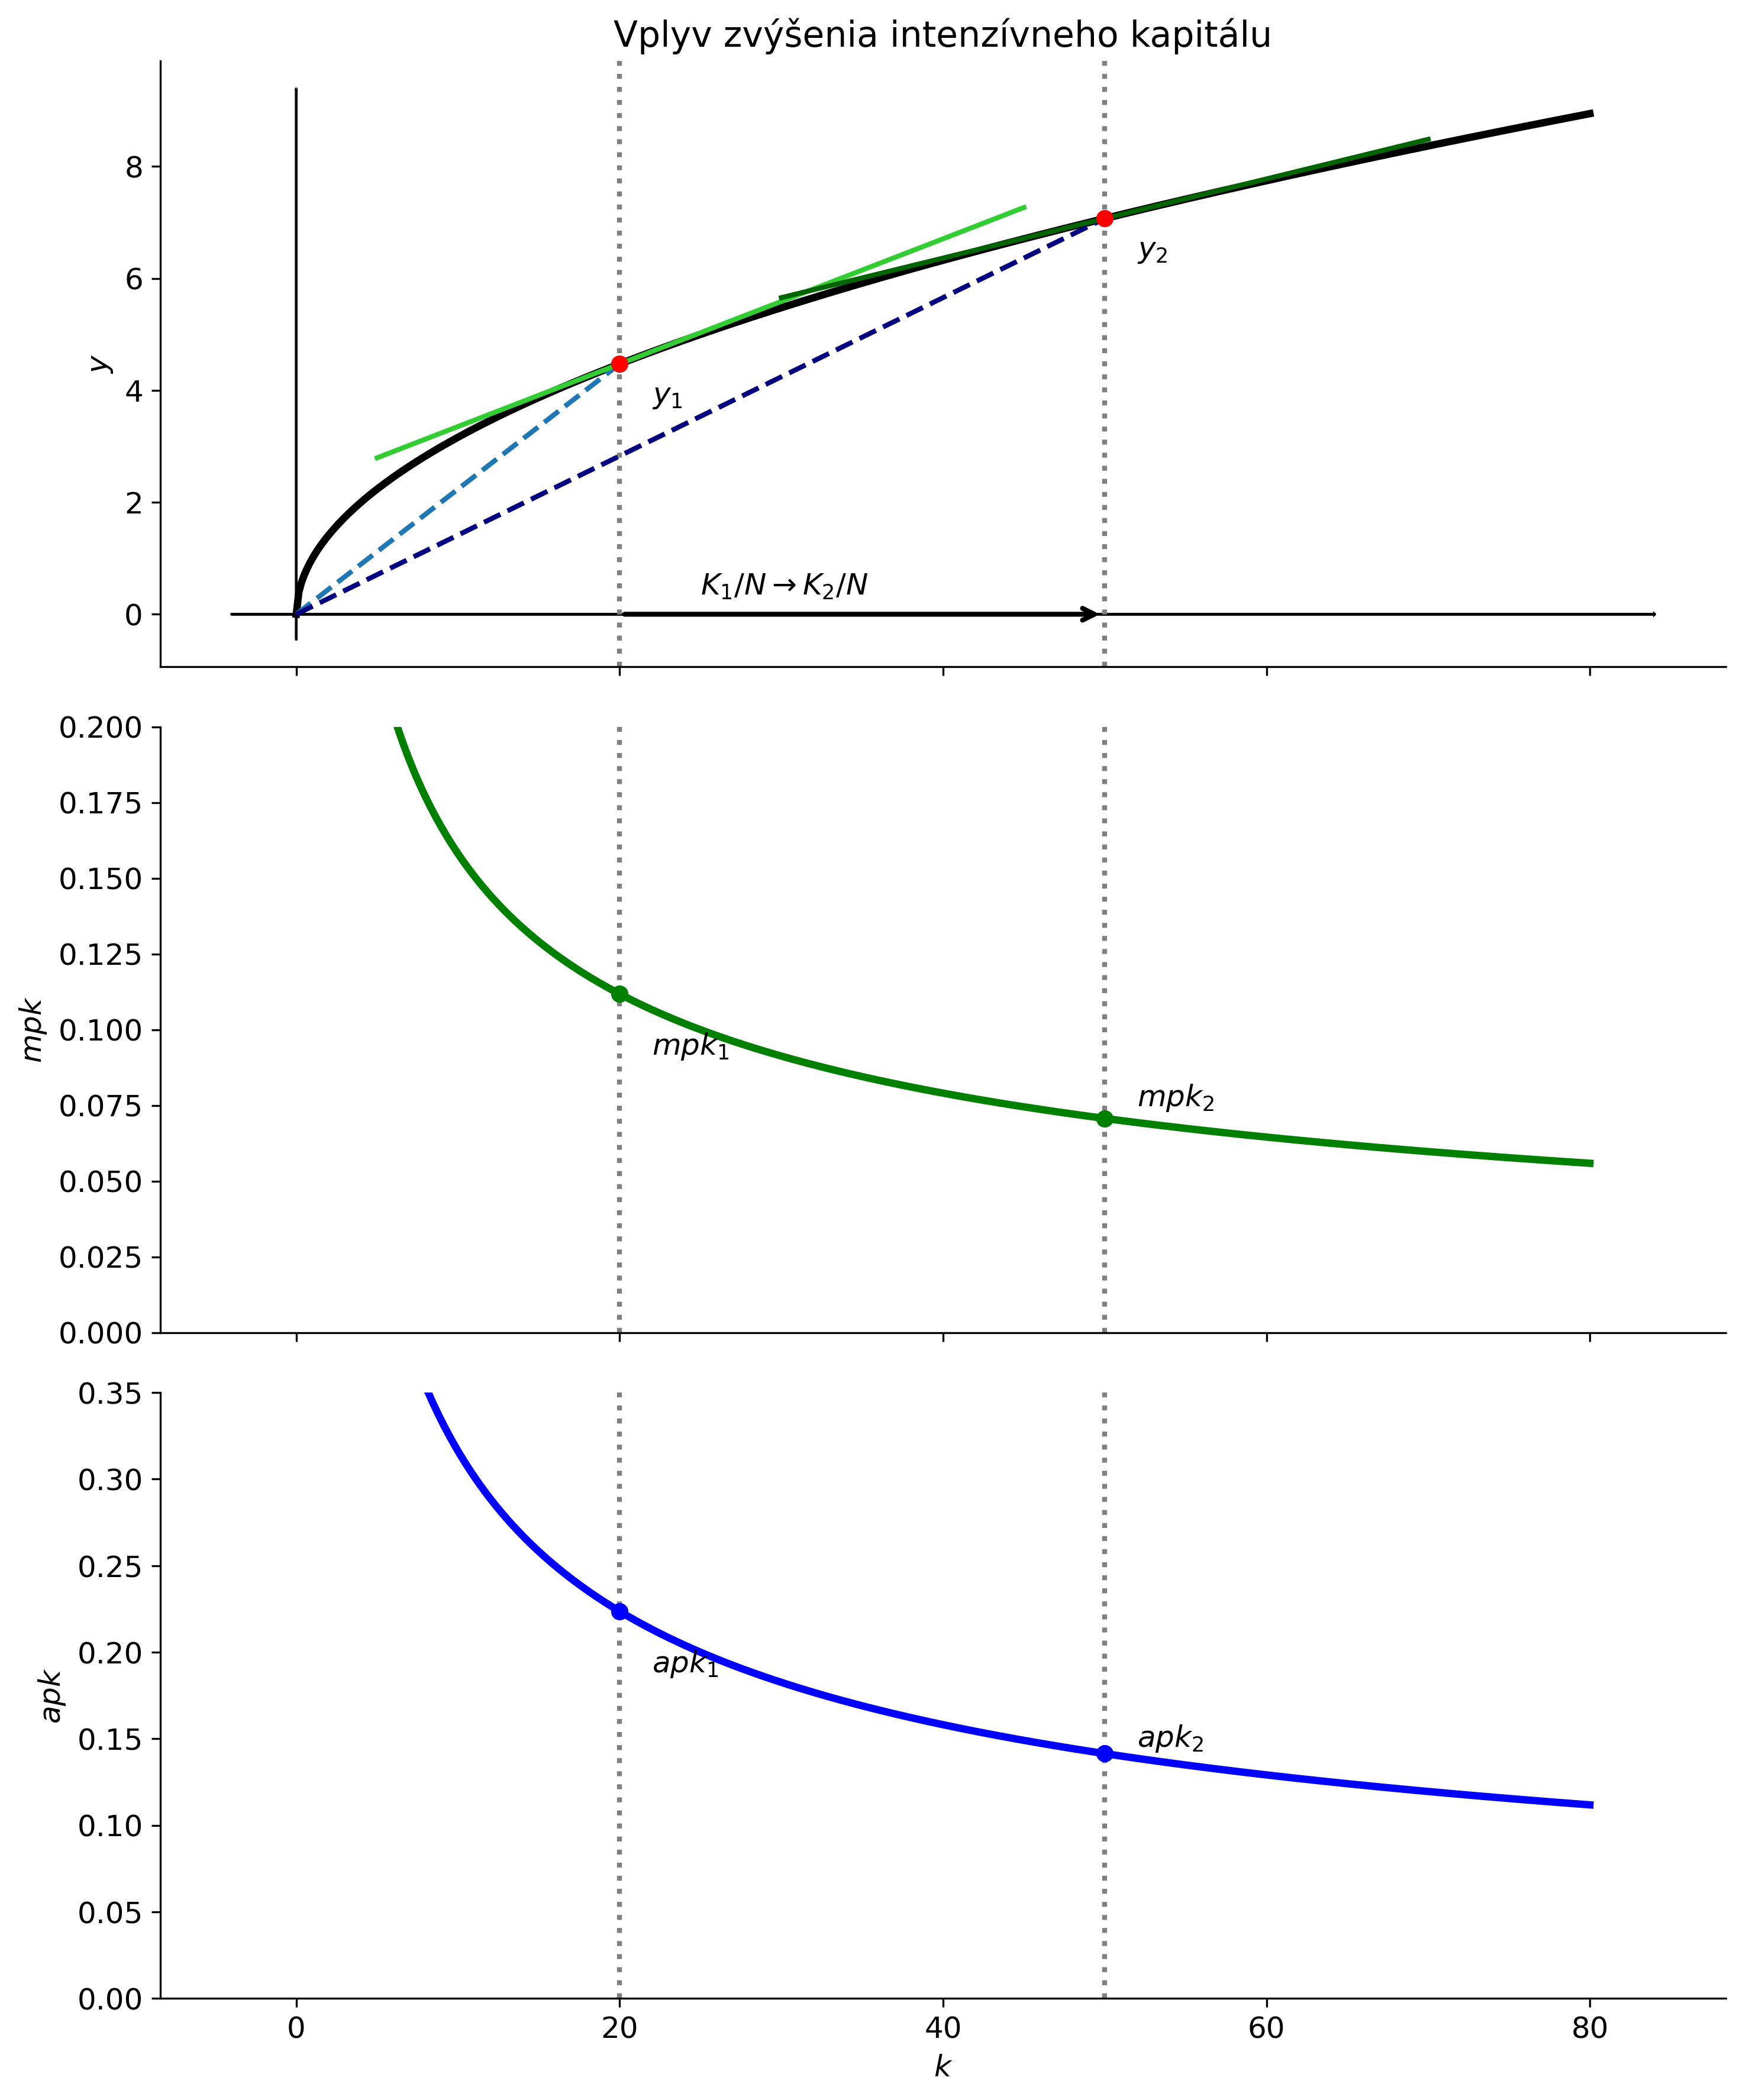 Vplyv zvýšenia intenzívneho kapitálu
8
6
4
2
0
y
y₁
y₂
K₁/N→K₂/N
0.200
0.175
0.150
0.125
0.100
0.075
0.050
0.025
0.000
mpk
mpk₁
mpk₂
0.35
0.30
0.25
0.20
0.15
0.10
0.05
0.00
apk
apk₁
apk₂
0 20 40 60 80
k